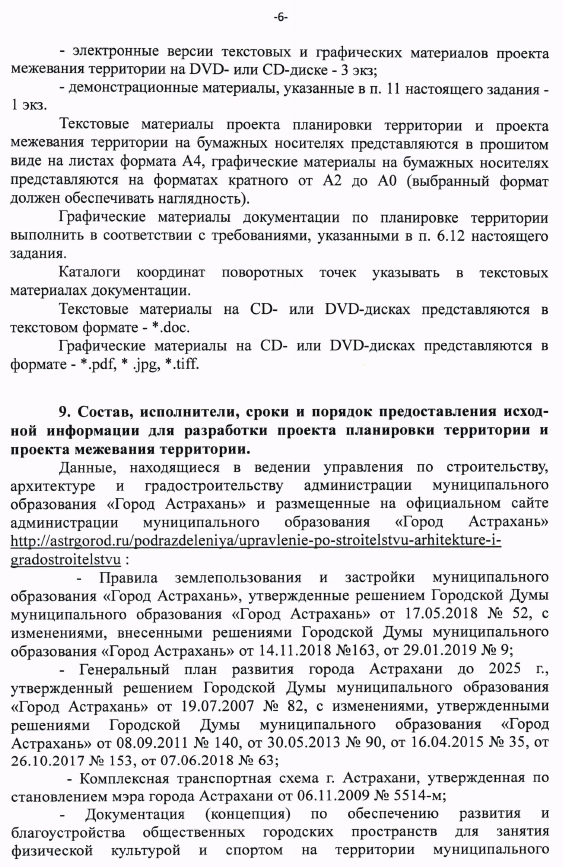 -6-
- электронные версии текстовых и графических материалов проекта
межевания территории на DVD- или CD-диске - 3 экз;
- демонстрационные материалы, указанные в п. 11 настоящего задания -
1 экз.
Текстовые материалы проекта планировки территории и проекта
межевания территории на бумажных носителях представляются в прошитом
виде на листах формата А4, графические материалы на бумажных носителях
представляются на форматах кратного от А2 до А0 (выбранный формат
должен обеспечивать наглядность).
Графические материалы документации по планировке территории
выполнить в соответствии с требованиями, указанными в п. 6.12 настоящего
задания.
Каталоги координат поворотных точек указывать в текстовых
материалах документации.
Текстовые материалы на CD- или DVD-дисках представляются в
текстовом формате - *.doc.
Графические материалы на CD- или DVD-дисках представляются в
формате - *.pdf, * .jpg, *.tiff.
9. Состав, исполнители, сроки и порядок предоставления исход-
ной информации для разработки проекта планировки территории и
проекта межевания территории.
Данные, находящиеся в ведении управления по строительству,
архитектуре и градостроительству администрации муниципального
образования «Город Астрахань» и размещенные на официальном сайте
администрации муниципального образования «Город Астрахань»
http://astrgorod.ru/podrazdeleniya/upravlenie-po-stroitelstvu-arhitekture-i-
gradostroitelstvu :
- Правила землепользования и застройки муниципального
образования «Город Астрахань», утвержденные решением Городской Думы
муниципального образования «Город Астрахань» от 17.05.2018 № 52, с
изменениями, внесенными решениями Городской Думы муниципального
образования «Город Астрахань» от 14.11.2018 №163, от 29.01.2019 № 9;
- Генеральный план развития города Астрахани до 2025 г.,
утвержденный решением Городской Думы муниципального образования
«Город Астрахань» от 19.07.2007 № 82, с изменениями, утвержденными
решениями Городской Думы муниципального образования «Город
Астрахань» от 08.09.2011 № 140, от 30.05.2013 № 90, от 16.04.2015 № 35, от
26.10.2017 № 153, от 07.06.2018 № 63;
- Комплексная транспортная схема г. Астрахани, утвержденная по
становлением мэра города Астрахани от 06.11.2009 № 5514-м;
- Документация (концепция) по обеспечению развития и
благоустройства общественных городских пространств для занятия
физической культурой и спортом на территории муниципального